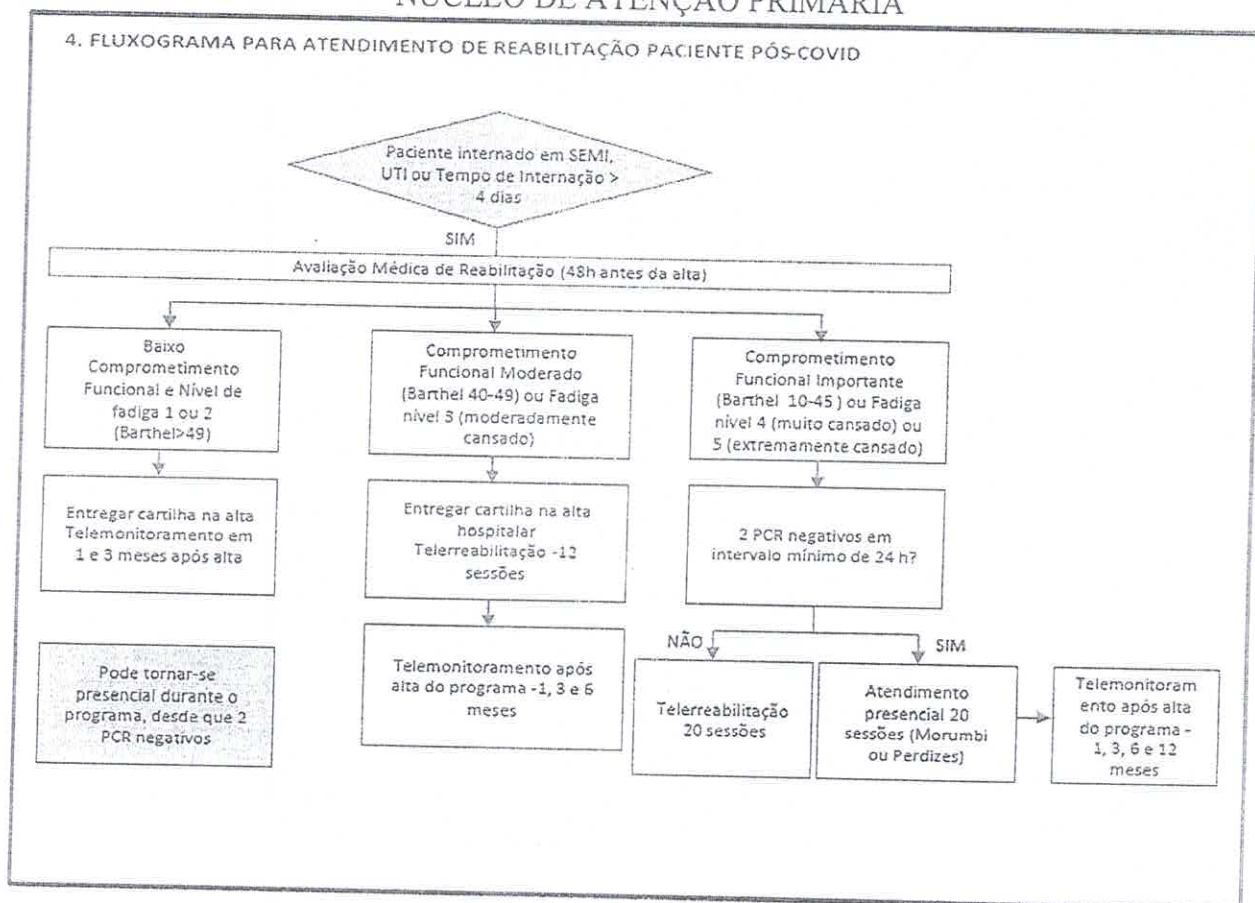 NÚCLEO DE ATENÇÃO PRIMÁRIA
4. FLUXOGRAMA PARA ATENDIMENTO DE REABILITAÇÃO PACIENTE PÓS-COVID
Paciente internado em SEMI,
UTI ou Tempo de Internação >
4 dias
SIM
Avaliação Médica de Reabilitação (48h antes da alta)
Baixo
Comprometimento
Funcional e Nível de
fadiga 1 ou 2
(Barthel>49)
Comprometimento
Funcional Moderado
(Barthel 40-49) ou Fadiga
nível 3 (moderadamente
cansado)
Comprometimento
Funcional Importante
(Barthel 10-45 ) ou Fadiga
nível 4 (muito cansado) ou
5 (extremamente cansado)
Entregar cartilha na alta
Telemonitoramento em
1 e 3 meses após alta
Entregar cartilha na alta
hospitalar
Telerreabilitação -12
sessões
2 PCR negativos em
intervalo mínimo de 24 h?
NÃO
SIM
Pode tornar-se
presencial durante o
programa, desde que 2
PCR negativos
Telemonitoramento após
alta do programa -1, 3 e 6
meses
Telerreabilitação
20 sessões
Atendimento
presencial 20
sessões (Morumbi
ou Perdizes)
Telemonitoram
ento após alta
do programa -
1, 3, 6 e 12
meses